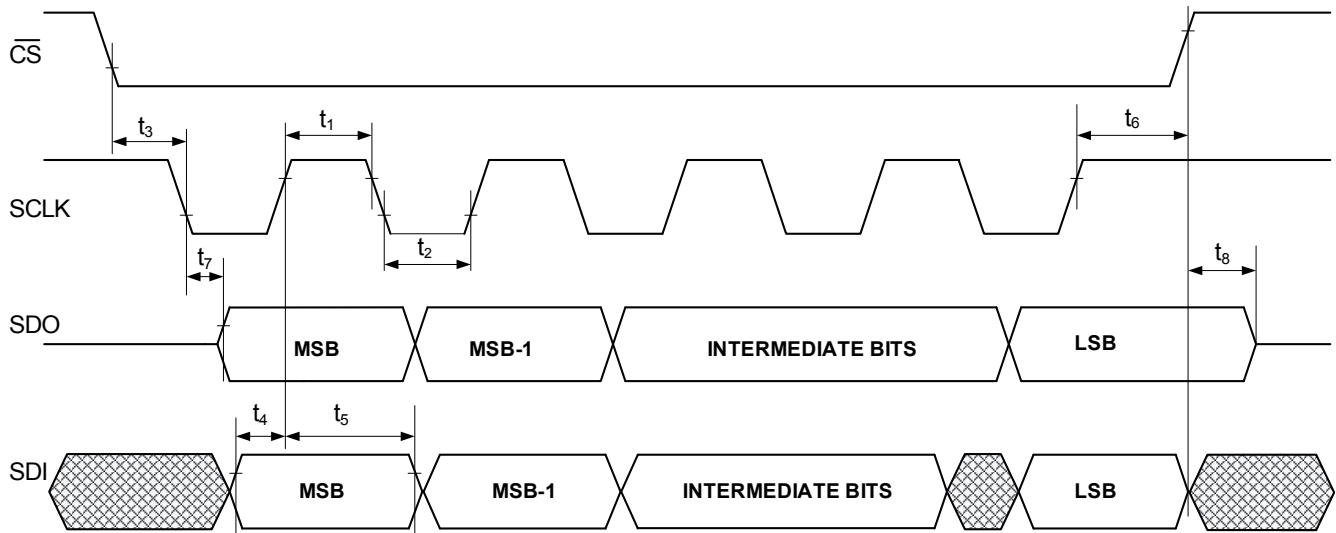 C̅S̅
t₃ t₁ t₆
SCLK
t₇ t₂ t₈
SDO
MSB MSB-1 INTERMEDIATE BITS LSB
t₄ t₅
SDI
MSB MSB-1 INTERMEDIATE BITS LSB